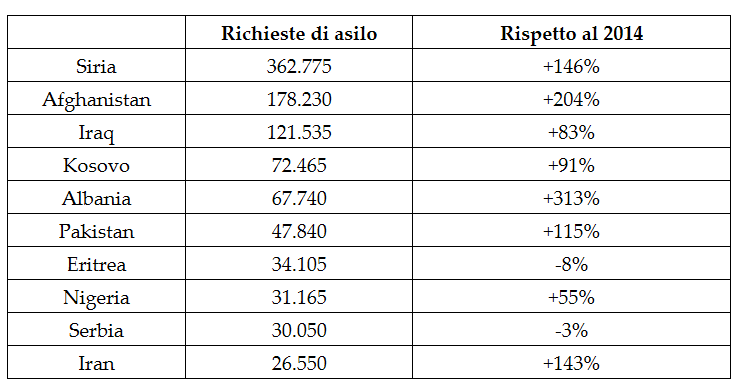 Richieste di asilo Rispetto al 2014
Siria 362.775 +146%
Afghanistan 178.230 +204%
Iraq 121.535 +83%
Kosovo 72.465 +91%
Albania 67.740 +313%
Pakistan 47.840 +115%
Eritrea 34.105 -8%
Nigeria 31.165 +55%
Serbia 30.050 -3%
Iran 26.550 +143%